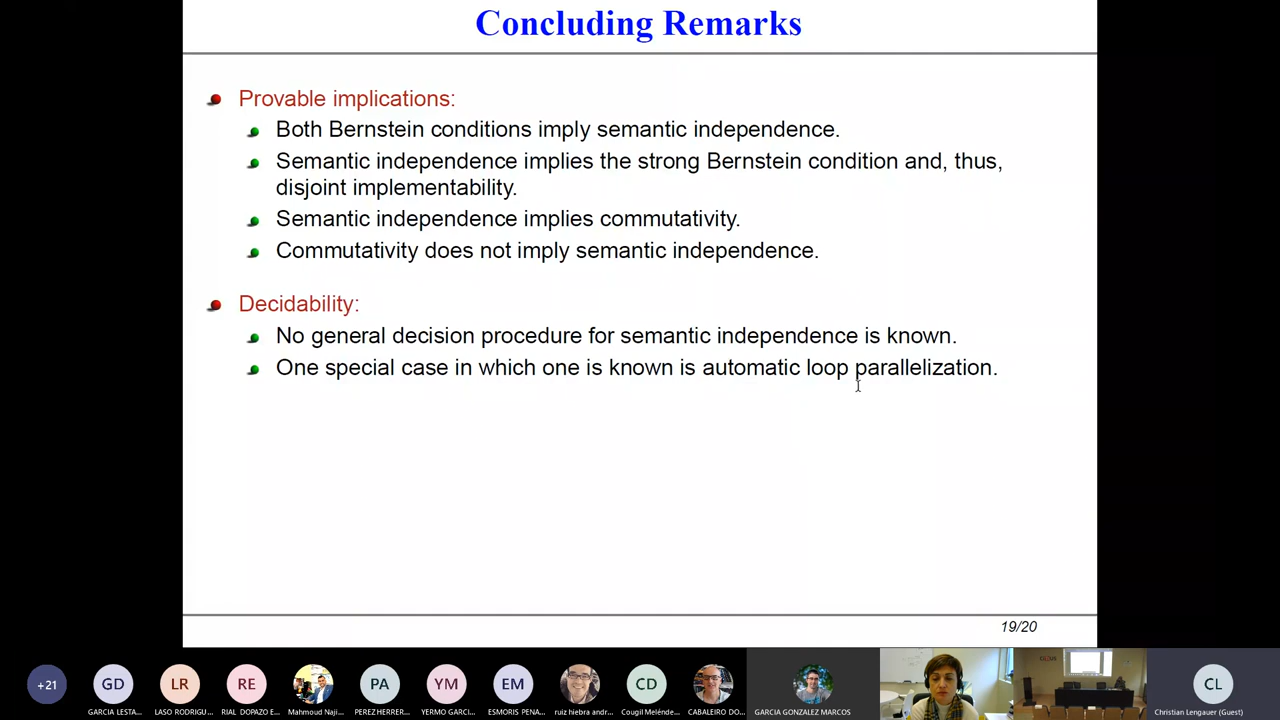 Concluding Remarks
Provable implications:
Both Bernstein conditions imply semantic independence.
Semantic independence implies the strong Bernstein condition and, thus,
disjoint implementability.
Semantic independence implies commutativity.
Commutativity does not imply semantic independence.
Decidability:
No general decision procedure for semantic independence is known.
One special case in which one is known is automatic loop parallelization.
19/20
+21
GD
LR
RE
PA
YM
EM
CD
CL
GARCIA LESTA...
LASO RODRIGU...
RIAL DOPAZO E...
Mahmoud Naji...
PEREZ HERRER...
YERMO GARCI...
ESMORIS PENA...
ruiz hiebra andr...
Cougil Melénde...
CABALEIRO DO...
GARCIA GONZALEZ MARCOS
Christian Lengauer (Guest)